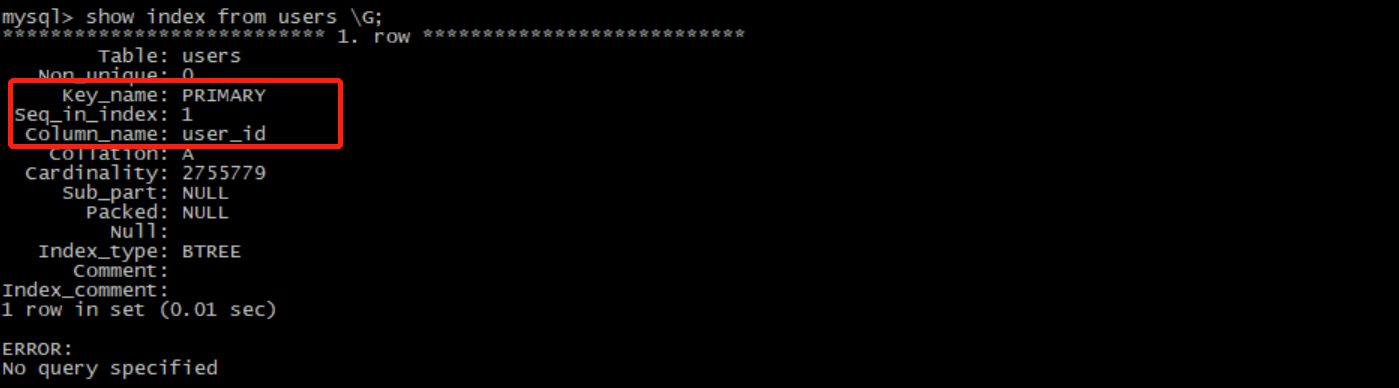 mysql> show index from users \G;
*************************** 1. row ***************************
Table: users
Non_unique: 0
Key_name: PRIMARY
Seq_in_index: 1
Column_name: user_id
Collation: A
Cardinality: 2755779
Sub_part: NULL
Packed: NULL
Null:
Index_type: BTREE
Comment:
Index_comment:
1 row in set (0.01 sec)
ERROR:
No query specified